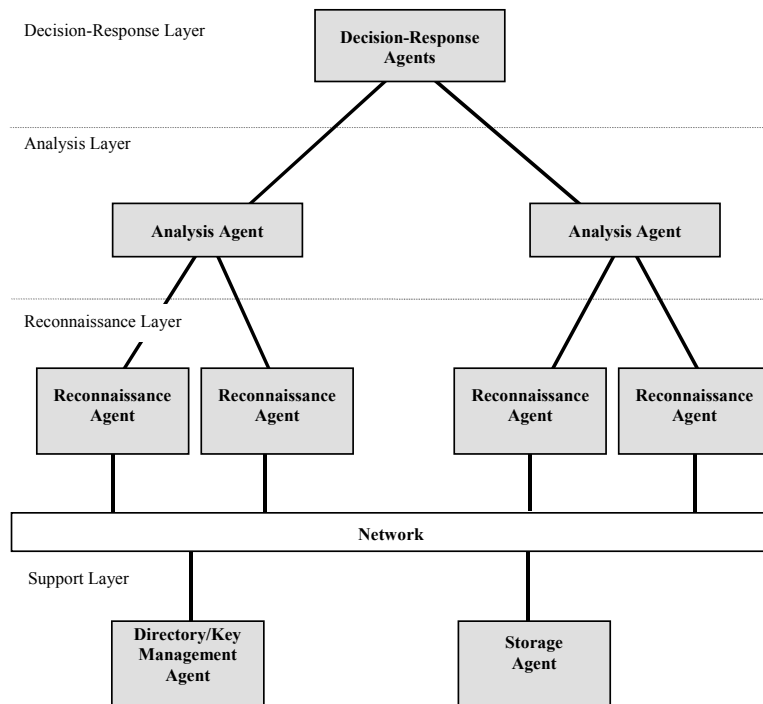 Decision-Response Layer
Decision-Response
Agents
Analysis Layer
Analysis Agent
Analysis Agent
Reconnaissance Layer
Reconnaissance
Agent
Reconnaissance
Agent
Reconnaissance
Agent
Reconnaissance
Agent
Network
Support Layer
Directory/Key
Management
Agent
Storage
Agent